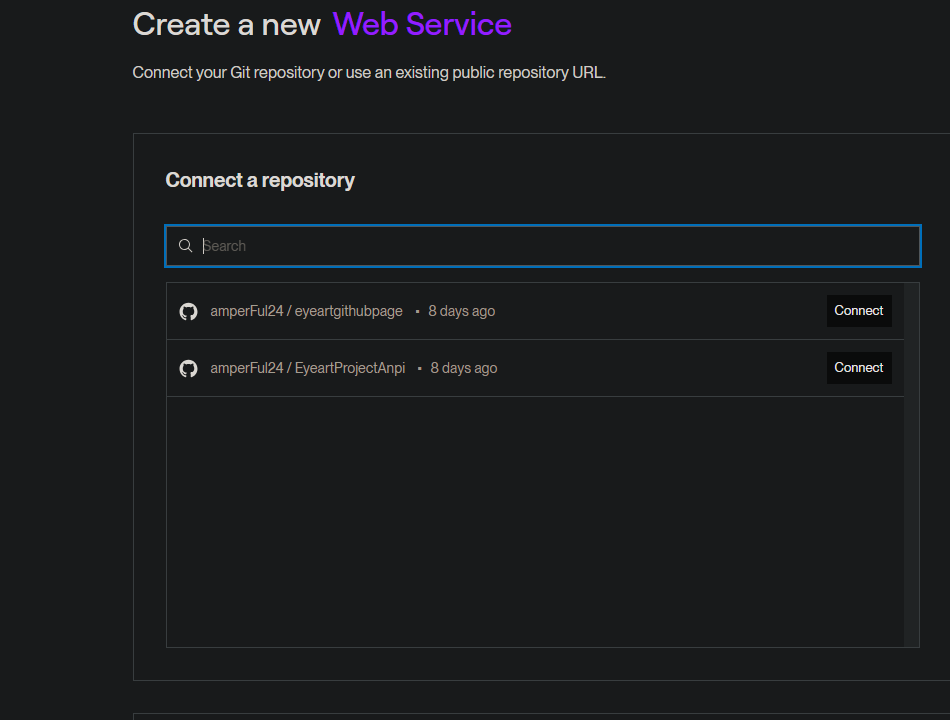 Create a new Web Service
Connect your Git repository or use an existing public repository URL.
Connect a repository
Search
amperFul24 / eyeartgithubpage • 8 days ago Connect
amperFul24 / EyeartProjectAnpi • 8 days ago Connect